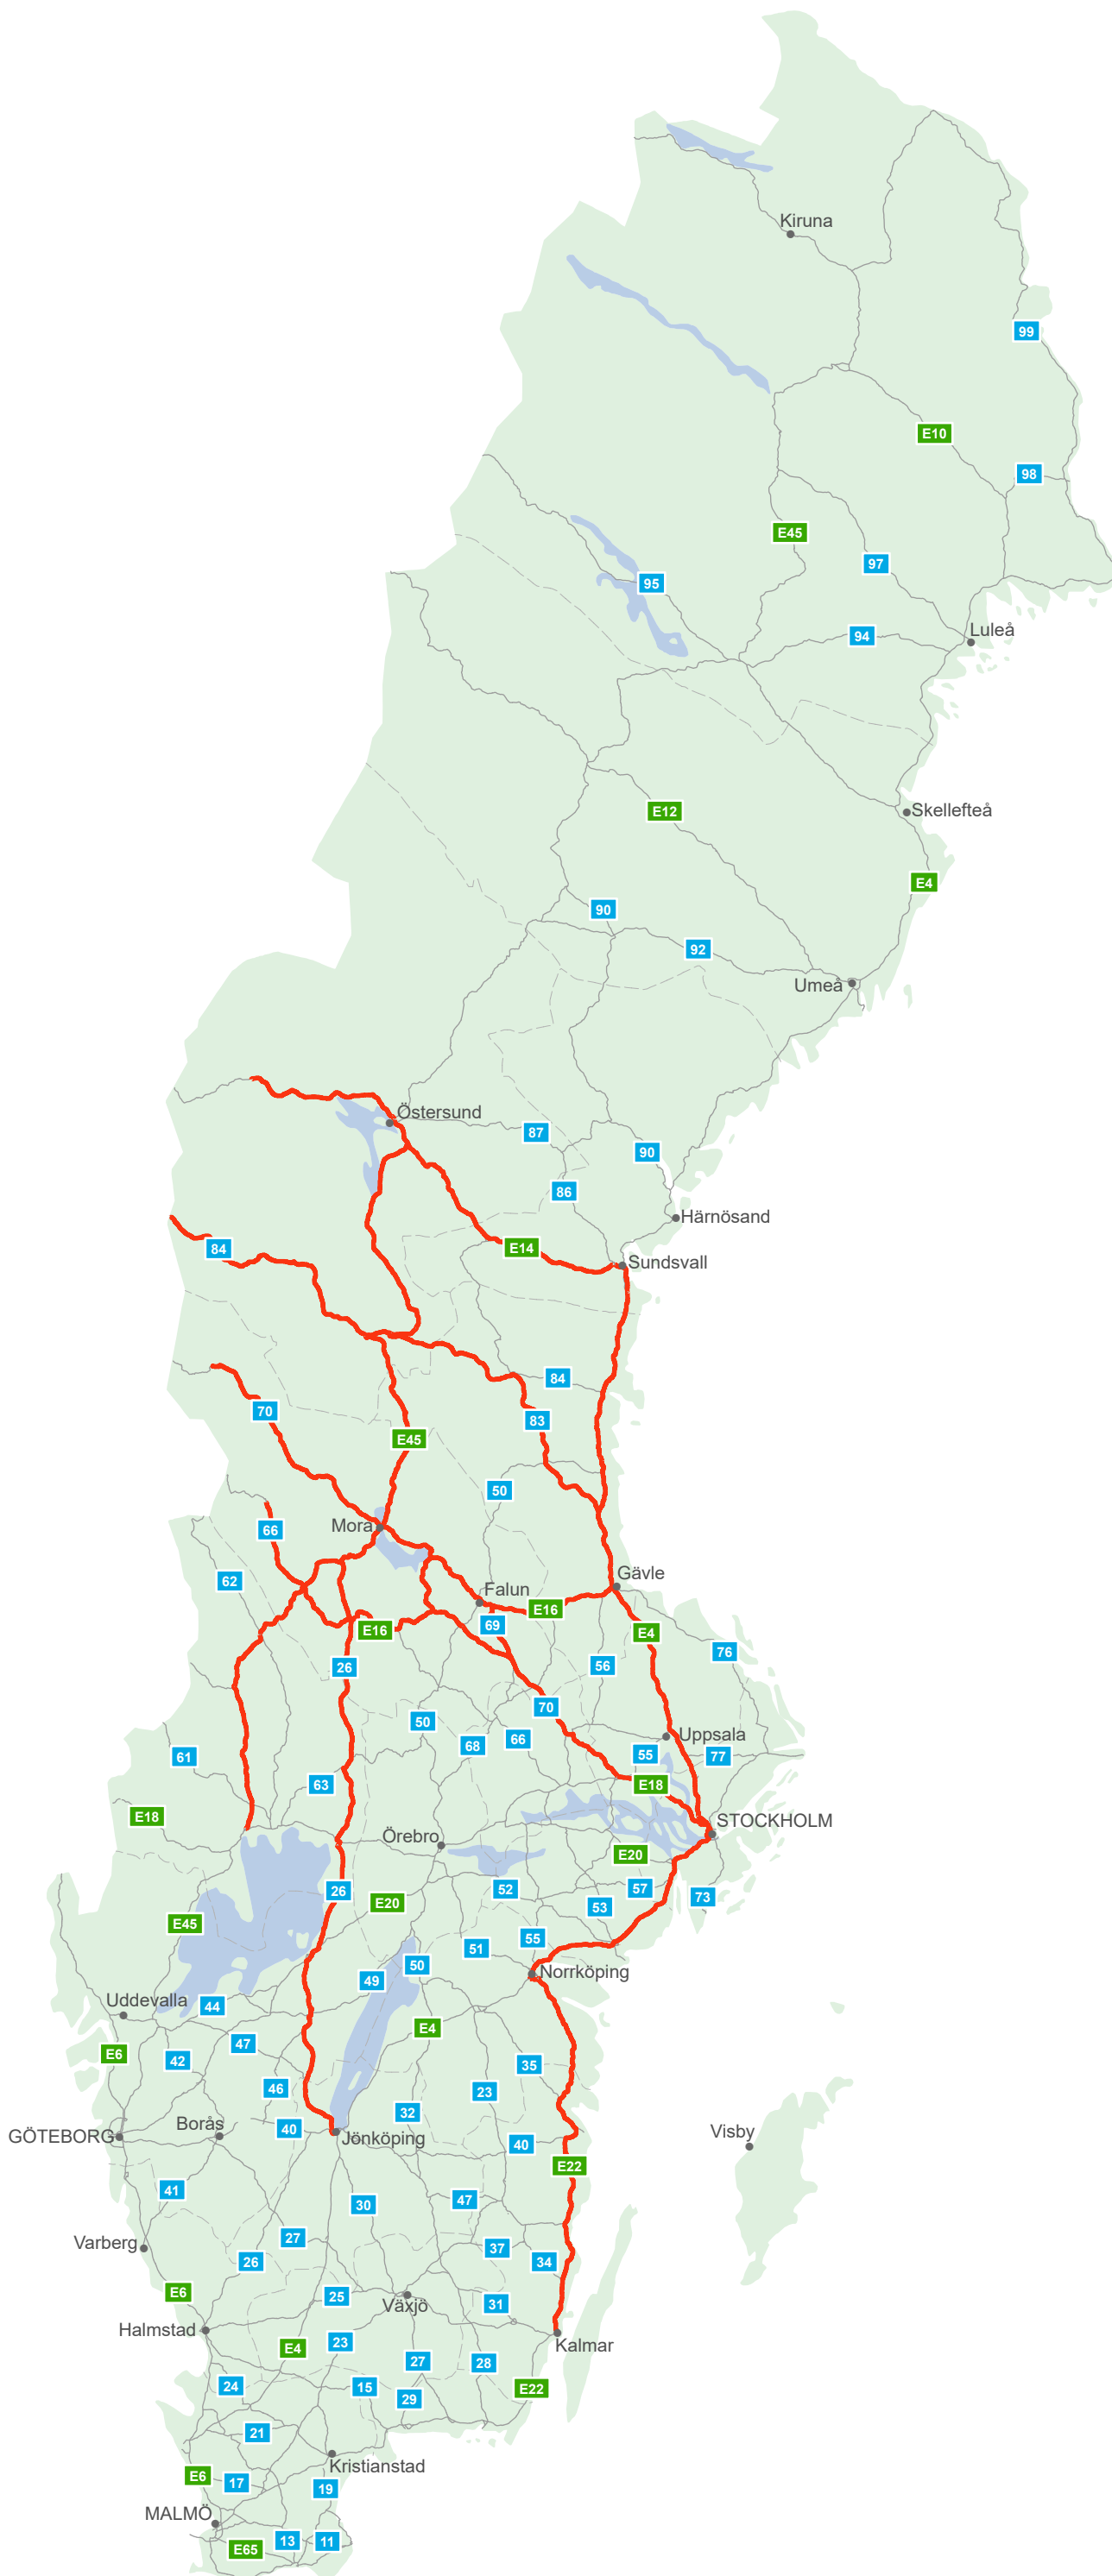 Kiruna
99
E10
98
E45
97
95
94
Luleå
E12
Skellefteå
E4
90
92
Umeå
Östersund
87
90
86
Härnösand
84
E14
Sundsvall
84
70
83
E45
50
Mora
66
62
Falun
Gävle
E16
69
E16
E4
76
26
56
70
50
66
68
Uppsala
55
77
61
63
E18
E18
STOCKHOLM
Örebro
E20
57
52
26
73
E20
53
E45
55
51
50
49
Norrköping
44
Uddevalla
E4
47
E6
42
35
46
23
32
Borås
40
GÖTEBORG
Jönköping
40
Visby
E22
41
47
30
27
Varberg
37
26
34
E6
25
Växjö
31
Halmstad
23
E4
Kalmar
27
28
24
15
E22
29
21
Kristianstad
E6
17
19
MALMÖ
13
11
E65